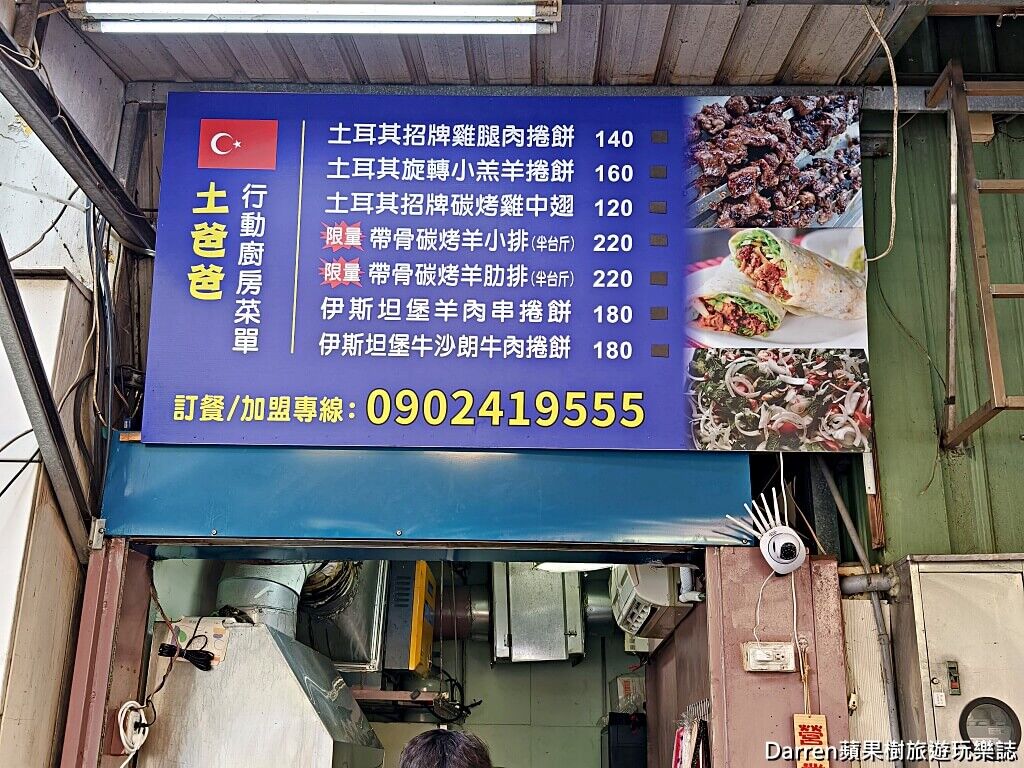 土爸爸
行動廚房菜單
土耳其招牌雞腿肉捲餅 140
土耳其旋轉小羔羊捲餅 160
土耳其招牌碳烤雞中翅 120
限量 帶骨碳烤羊小排(半台斤) 220
限量 帶骨碳烤羊肋排(半台斤) 220
伊斯坦堡羊肉串捲餅 180
伊斯坦堡牛沙朗牛肉捲餅 180
訂餐/加盟專線：0902419555
營業
Darren蘋果樹旅遊玩樂誌